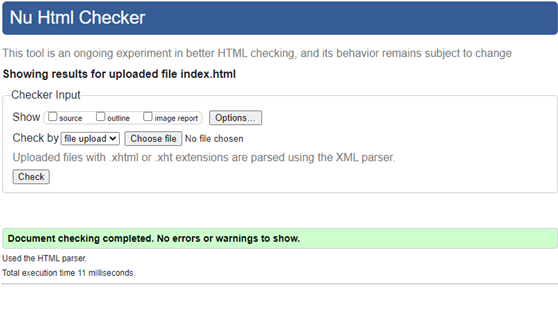 Nu Html Checker
This tool is an ongoing experiment in better HTML checking, and its behavior remains subject to change
Showing results for uploaded file index.html
Checker Input
Show source outline image report Options...
Check by file upload Choose file No file chosen
Uploaded files with .xhtml or .xht extensions are parsed using the XML parser.
Check
Document checking completed. No errors or warnings to show.
Used the HTML parser.
Total execution time 11 milliseconds.